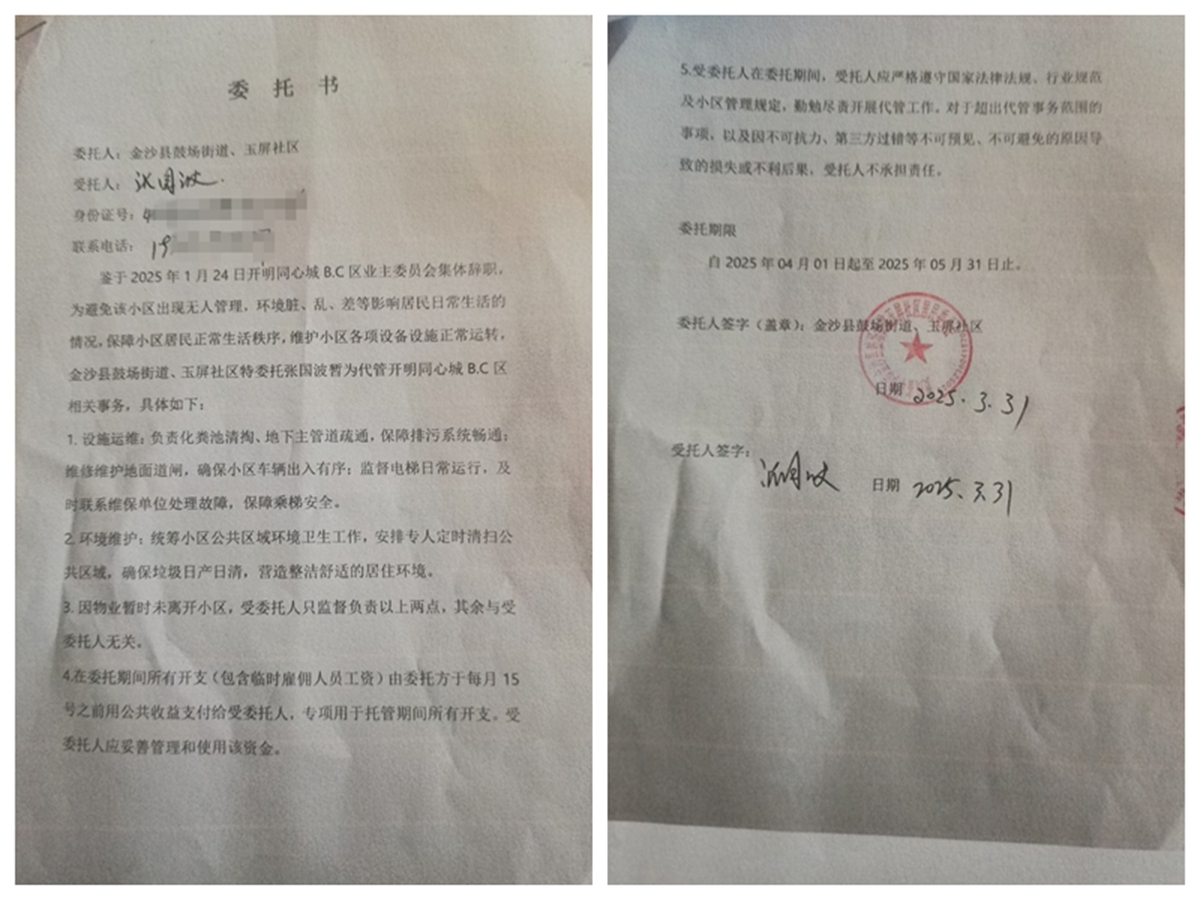 委托书
委托人：金沙县鼓场街道、玉屏社区
受托人：张国波
身份证号：4
联系电话：19
鉴于 2025 年 1 月 24 日开明同心城 B.C 区业主委员会集体辞职，
为避免该小区出现无人管理，环境脏、乱、差等影响居民日常生活的
情况，保障小区居民正常生活秩序，维护小区各项设备设施正常运转，
金沙县鼓场街道、玉屏社区特委托张国波暂为代管开明同心城 B.C 区
相关事务，具体如下：
1. 设施运维：负责化粪池清掏、地下主管道疏通，保障排污系统畅通；
维修维护地面道闸，确保小区车辆出入有序；监督电梯日常运行，及
时联系维保单位处理故障，保障乘梯安全。
2. 环境维护：统筹小区公共区域环境卫生工作，安排专人定时清扫公
共区域，确保垃圾日产日清，营造整洁舒适的居住环境。
3. 因物业暂时未离开小区，受委托人只监督负责以上两点，其余与受
委托人无关。
4.在委托期间所有开支（包含临时雇佣人员工资）由委托方于每月 15
号之前用公共收益支付给受委托人，专项用于托管期间所有开支。受
委托人应妥善管理和使用该资金。
5.受委托人在委托期间，受托人应严格遵守国家法律法规、行业规范
及小区管理规定，勤勉尽责开展代管工作。对于超出代管事务范围的
事项，以及因不可抗力、第三方过错等不可预见、不可避免的原因导
致的损失或不利后果，受托人不承担责任。
委托期限
自 2025 年 04 月 01 日起至 2025 年 05 月 31 日止。
委托人签字（盖章）：金沙县鼓场街道、玉屏社区
日期 2025.3.31
受托人签字：张国波 日期 2025.3.31